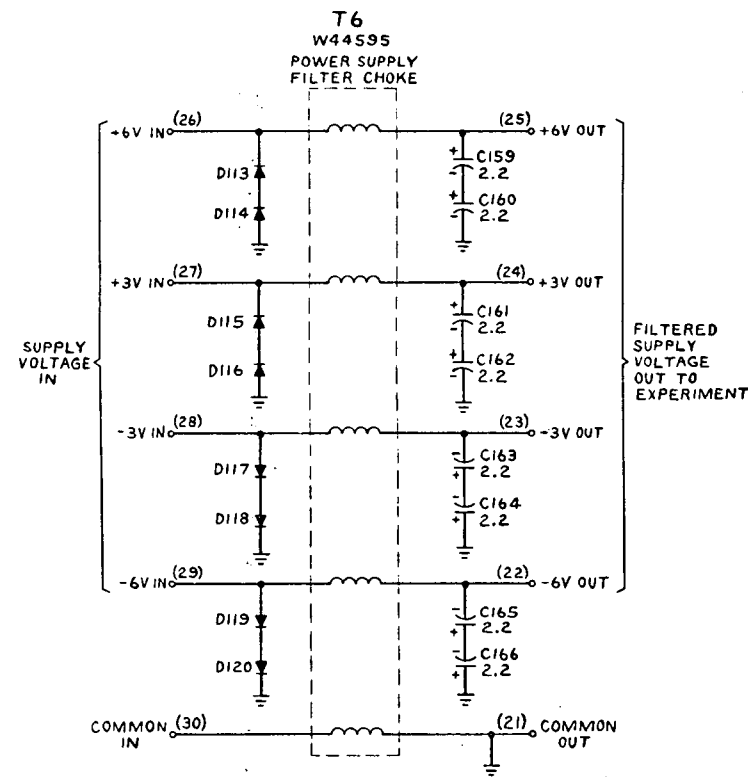 T6
W44595
POWER SUPPLY
FILTER CHOKE
+6V IN (26)
(25) +6V OUT
D113
D114
+ C159
- 2.2
+ C160
- 2.2
+3V IN (27)
(24) +3V OUT
D115
D116
+ C161
- 2.2
+ C162
- 2.2
SUPPLY
VOLTAGE
IN
FILTERED
SUPPLY
VOLTAGE
OUT TO
EXPERIMENT
-3V IN (28)
(23) -3V OUT
D117
D118
- C163
+ 2.2
- C164
+ 2.2
-6V IN (29)
(22) -6V OUT
D119
D120
- C165
+ 2.2
- C166
+ 2.2
COMMON (30)
IN
(21) COMMON
OUT